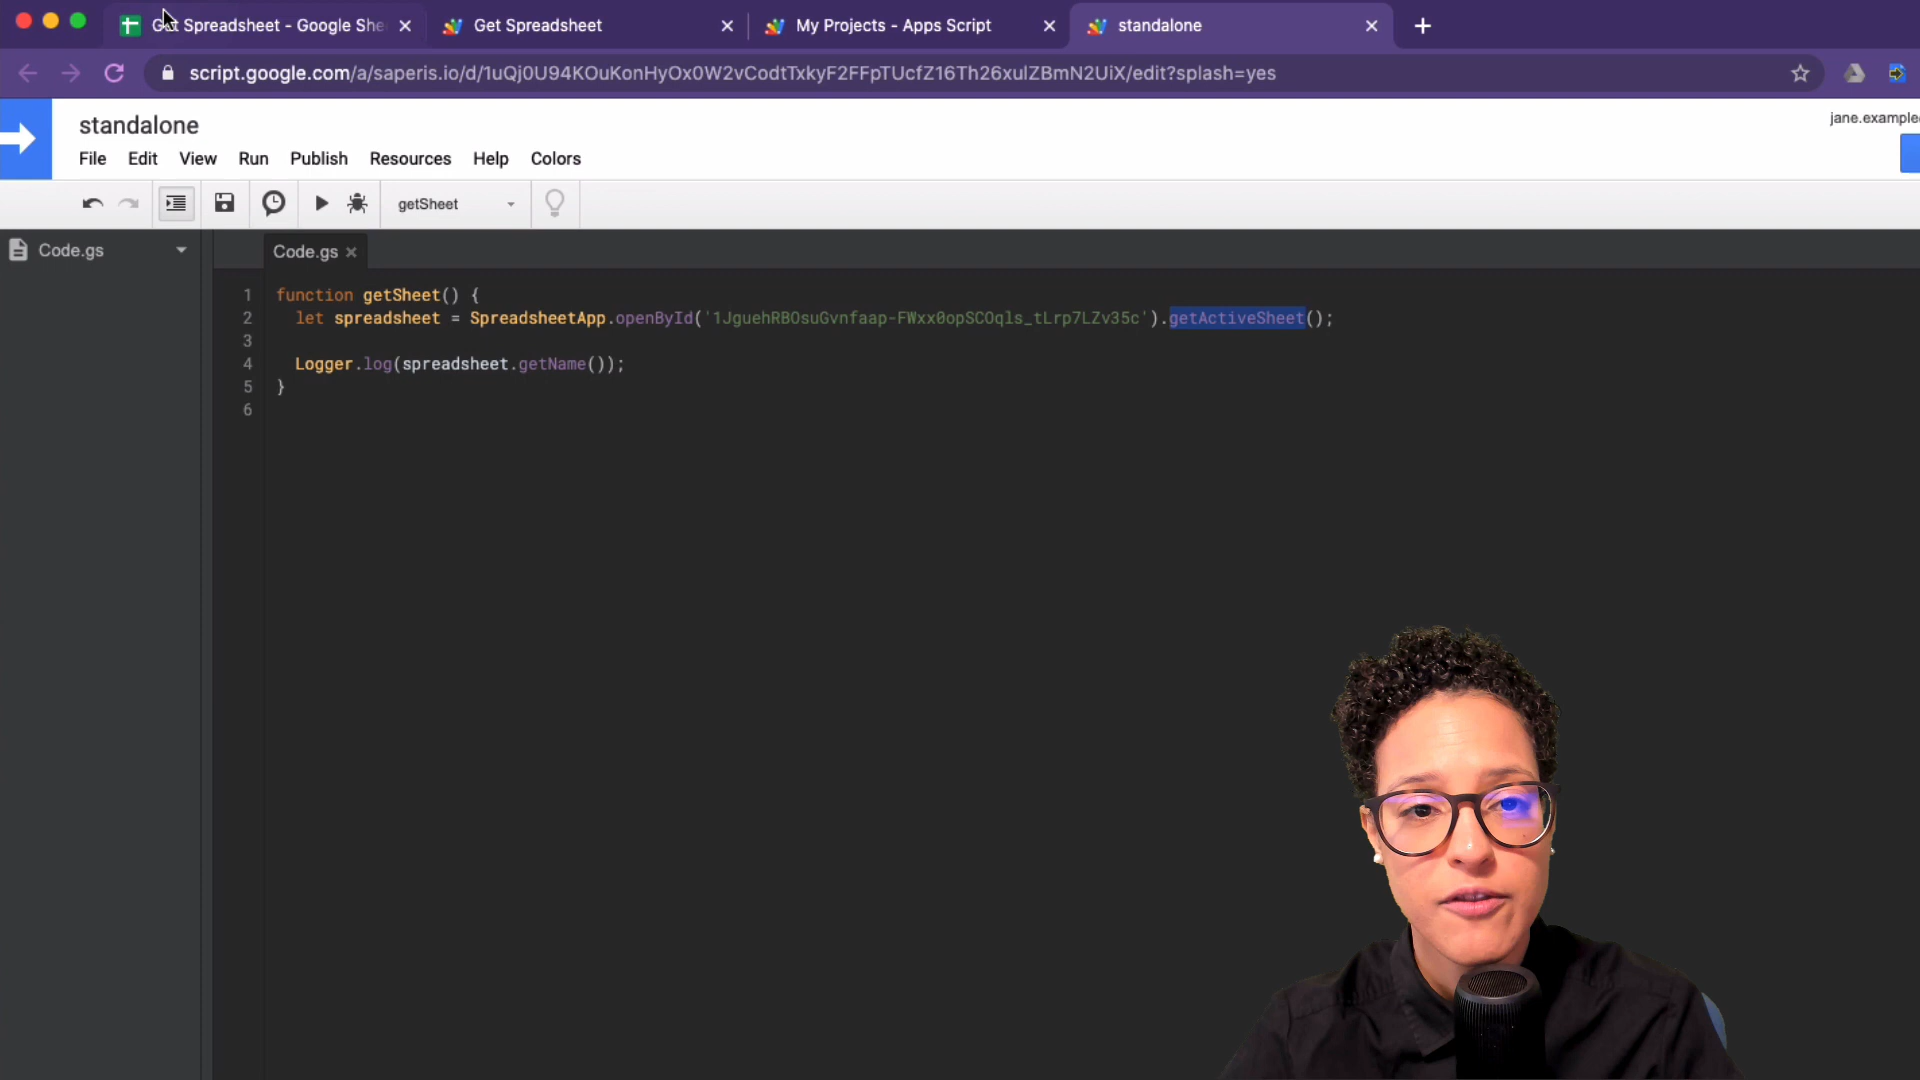 Get Spreadsheet - Google She
Get Spreadsheet
My Projects - Apps Script
standalone
script.google.com/a/saperis.io/d/1uQj0U94KOuKonHyOx0W2vCodtTxkyF2FFpTUcfZ16Th26xulZBmN2UiX/edit?splash=yes
standalone
jane.example
File Edit View Run Publish Resources Help Colors
getSheet
Code.gs
Code.gs
1 function getSheet() {
2 let spreadsheet = SpreadsheetApp.openById('1JguehRBOsuGvnfaap-FWxx0opSCOqls_tLrp7LZv35c').getActiveSheet();
3
4 Logger.log(spreadsheet.getName());
5 }
6